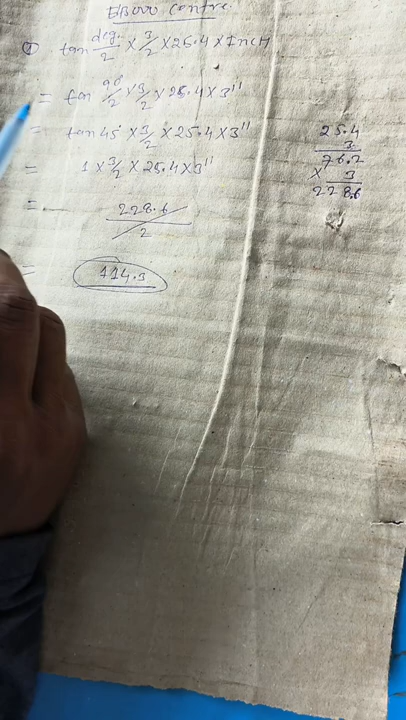 EBOW Centre.
① tan deg./2 × 3/2 × 25.4 × Inch
= tan 90/2 × 3/2 × 25.4 × 3"
= tan 45° × 3/2 × 25.4 × 3"
= 1 × 3/2 × 25.4 × 3"
= 228.6/2
= 114.3
25.4
3
76.2
× 3
228.6